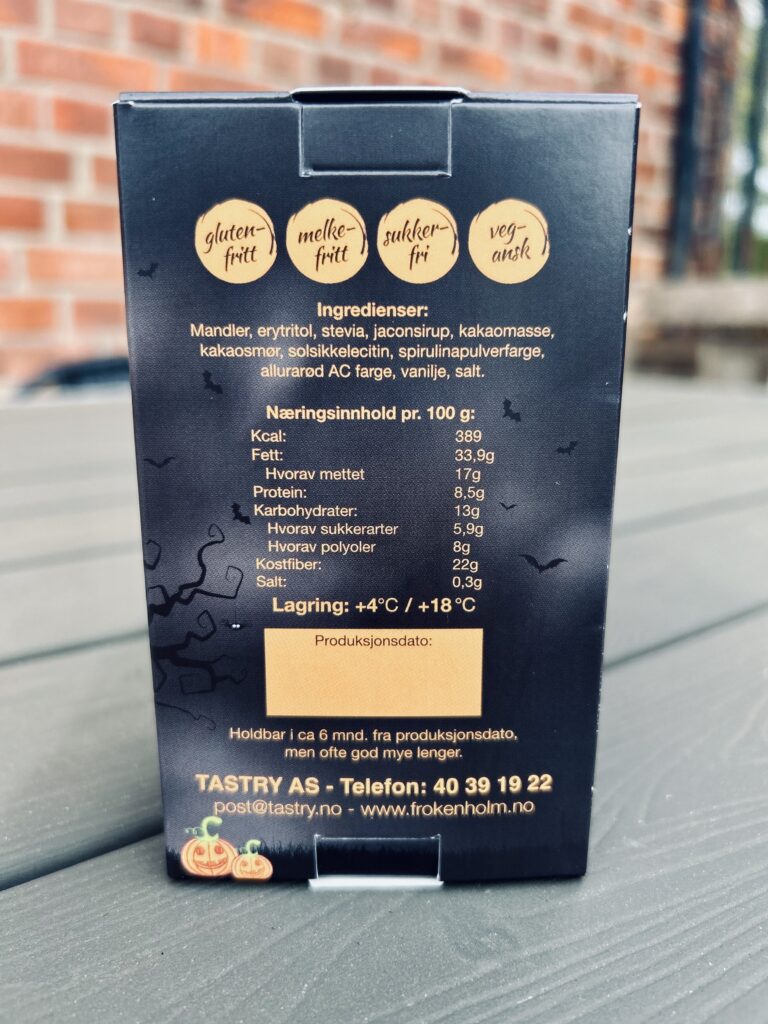 gluten-
fritt
melke-
fritt
sukker-
fri
veg-
ansk
Ingredienser:
Mandler, erytritol, stevia, jaconsirup, kakaomasse,
kakaosmør, solsikkelecitin, spirulinapulverfarge,
allurarød AC farge, vanilje, salt.
Næringsinnhold pr. 100 g:
Kcal: 389
Fett: 33,9g
Hvorav mettet 17g
Protein: 8,5g
Karbohydrater: 13g
Hvorav sukkerarter 5,9g
Hvorav polyoler 8g
Kostfiber: 22g
Salt: 0,3g
Lagring: +4°C / +18°C
Produksjonsdato:
Holdbar i ca 6 mnd. fra produksjonsdato,
men ofte god mye lenger.
TASTRY AS - Telefon: 40 39 19 22
post@tastry.no - www.frokenholm.no